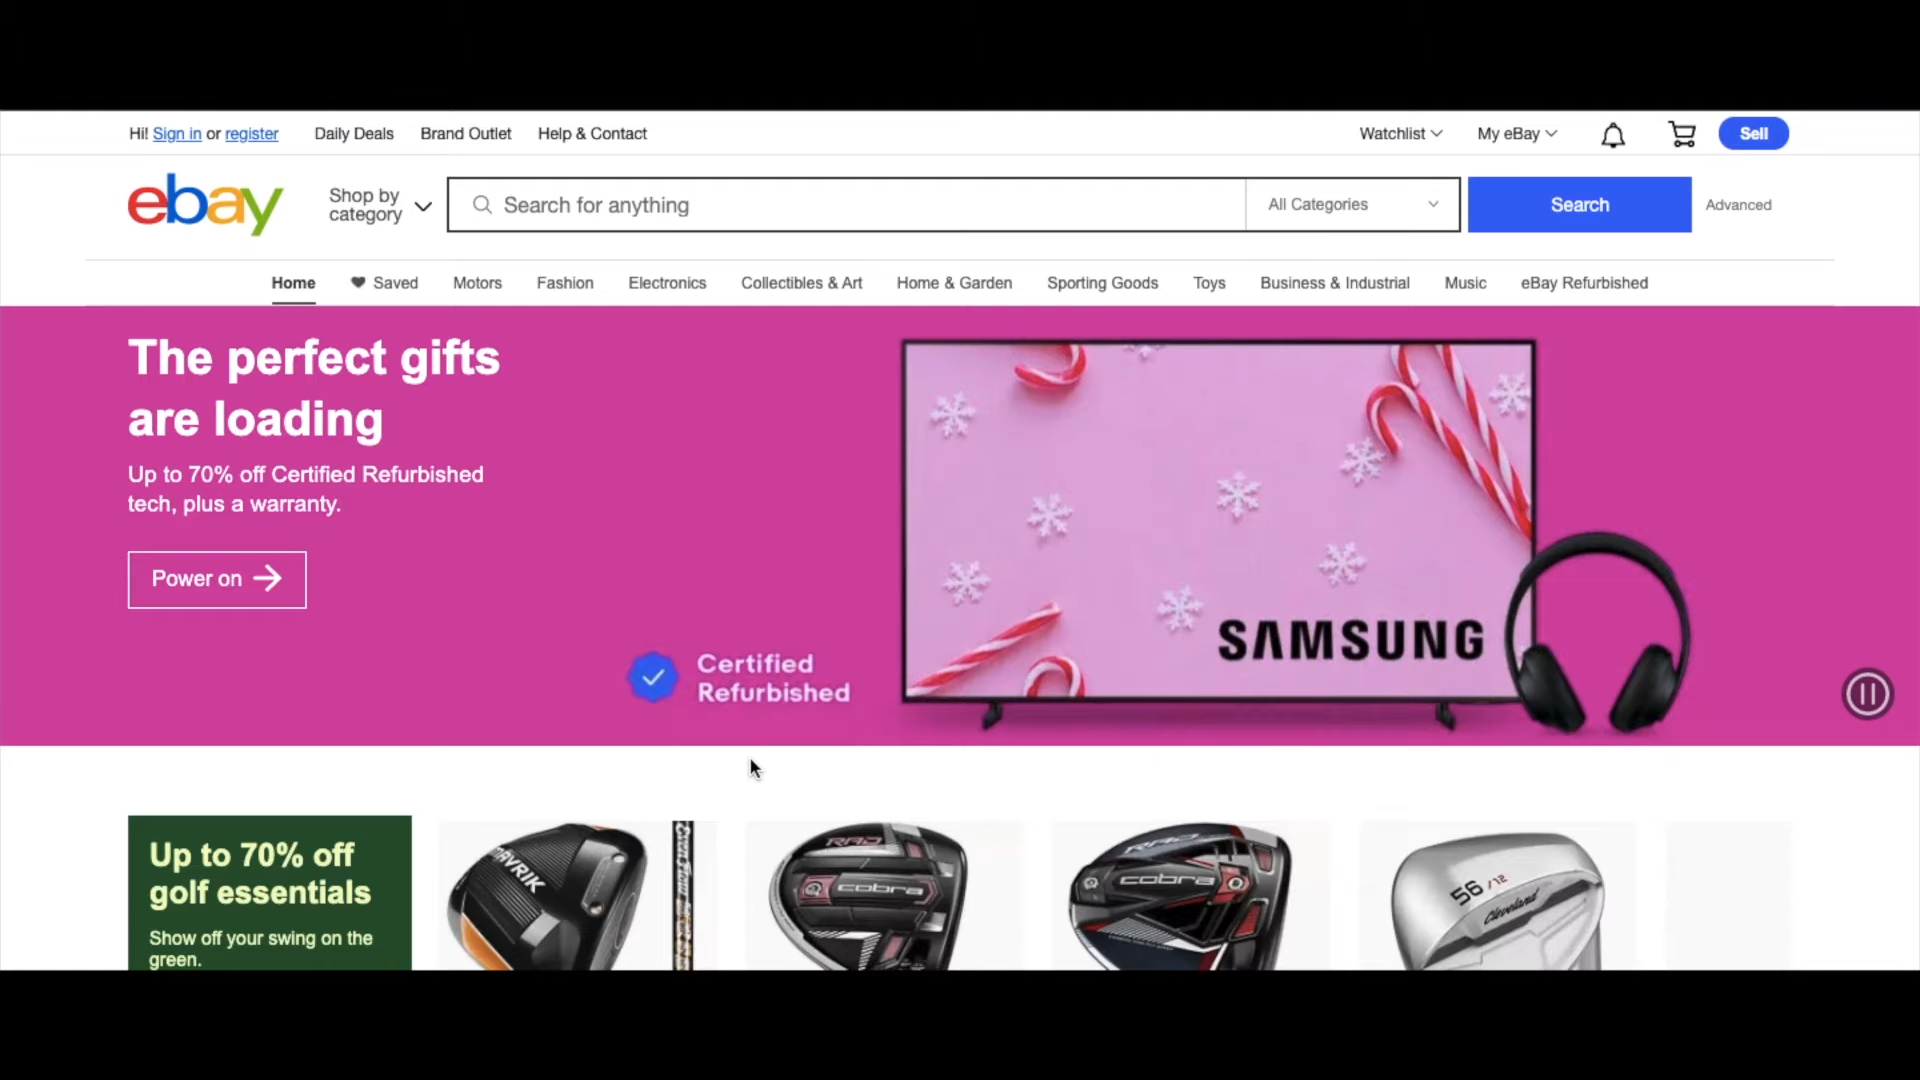 Hi! Sign in or register Daily Deals Brand Outlet Help & Contact Watchlist My eBay Sell
ebay Shop by category Search for anything All Categories Search Advanced
Home Saved Motors Fashion Electronics Collectibles & Art Home & Garden Sporting Goods Toys Business & Industrial Music eBay Refurbished
The perfect gifts
are loading
Up to 70% off Certified Refurbished
tech, plus a warranty.
Power on
Certified
Refurbished
SAMSUNG
Up to 70% off
golf essentials
Show off your swing on the
green.
RAD
cobra
RAD
cobra
56 /12
Cleveland